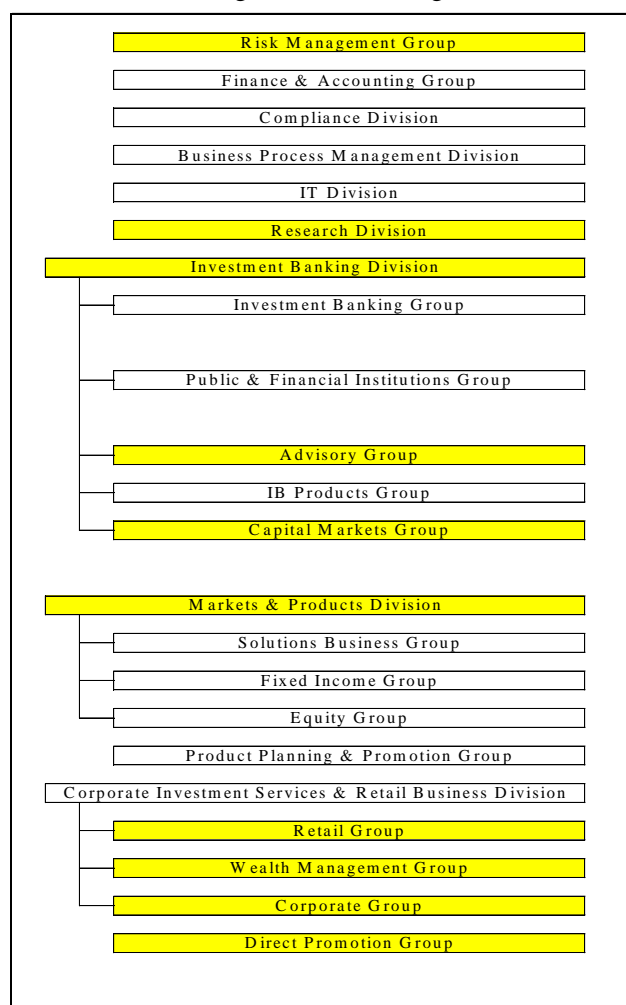 Risk Management Group
Finance & Accounting Group
Compliance Division
Business Process Management Division
IT Division
Research Division
Investment Banking Division
Investment Banking Group
Public & Financial Institutions Group
Advisory Group
IB Products Group
Capital Markets Group
Markets & Products Division
Solutions Business Group
Fixed Income Group
Equity Group
Product Planning & Promotion Group
Corporate Investment Services & Retail Business Division
Retail Group
Wealth Management Group
Corporate Group
Direct Promotion Group